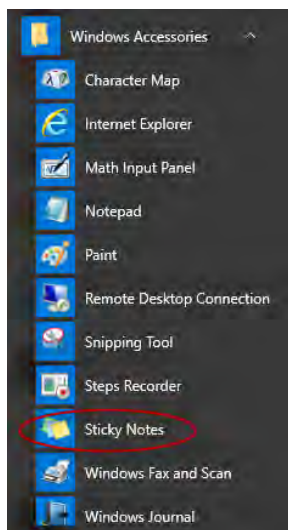 Windows Accessories
Character Map
Internet Explorer
Math Input Panel
Notepad
Paint
Remote Desktop Connection
Snipping Tool
Steps Recorder
Sticky Notes
Windows Fax and Scan
Windows Journal